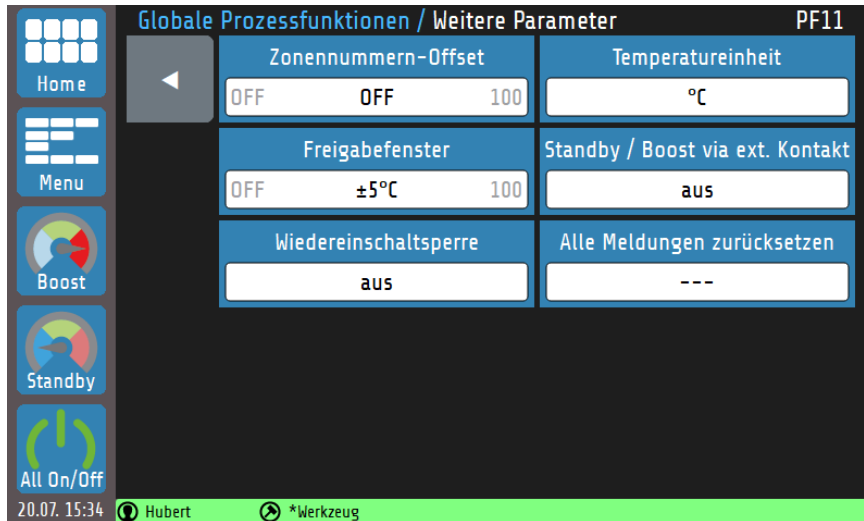 Globale Prozessfunktionen / Weitere Parameter PF11
Home
Menu
Boost
Standby
All On/Off
20.07. 15:34
◄
Zonennummern-Offset
OFF OFF 100
Temperatureinheit
°C
Freigabefenster
OFF ±5°C 100
Standby / Boost via ext. Kontakt
aus
Wiedereinschaltsperre
aus
Alle Meldungen zurücksetzen
---
Hubert *Werkzeug